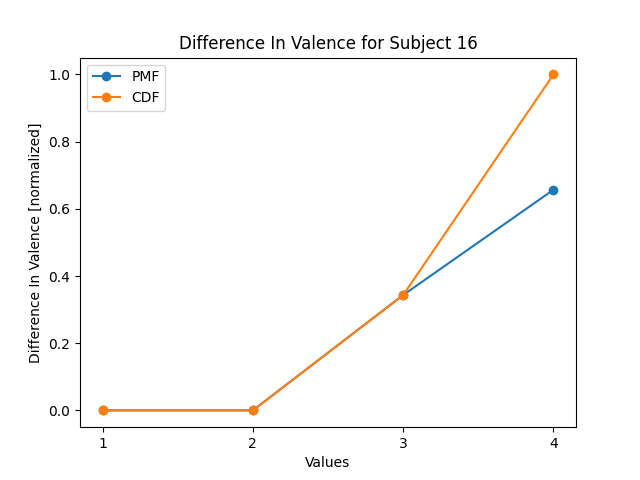 Difference In Valence for Subject 16
PMF
CDF
Difference In Valence [normalized]
1.0
0.8
0.6
0.4
0.2
0.0
1 2 3 4
Values